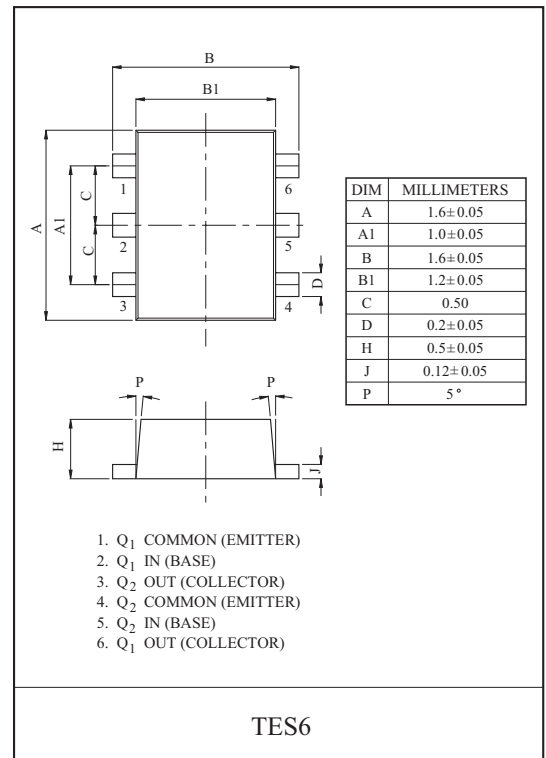 B
B1
A
A1
C
C
1
2
3
6
5
4
D
DIM MILLIMETERS
A 1.6±0.05
A1 1.0±0.05
B 1.6±0.05
B1 1.2±0.05
C 0.50
D 0.2±0.05
H 0.5±0.05
J 0.12±0.05
P 5°
P P
H
J
1. Q1 COMMON (EMITTER)
2. Q1 IN (BASE)
3. Q2 OUT (COLLECTOR)
4. Q2 COMMON (EMITTER)
5. Q2 IN (BASE)
6. Q1 OUT (COLLECTOR)
TES6